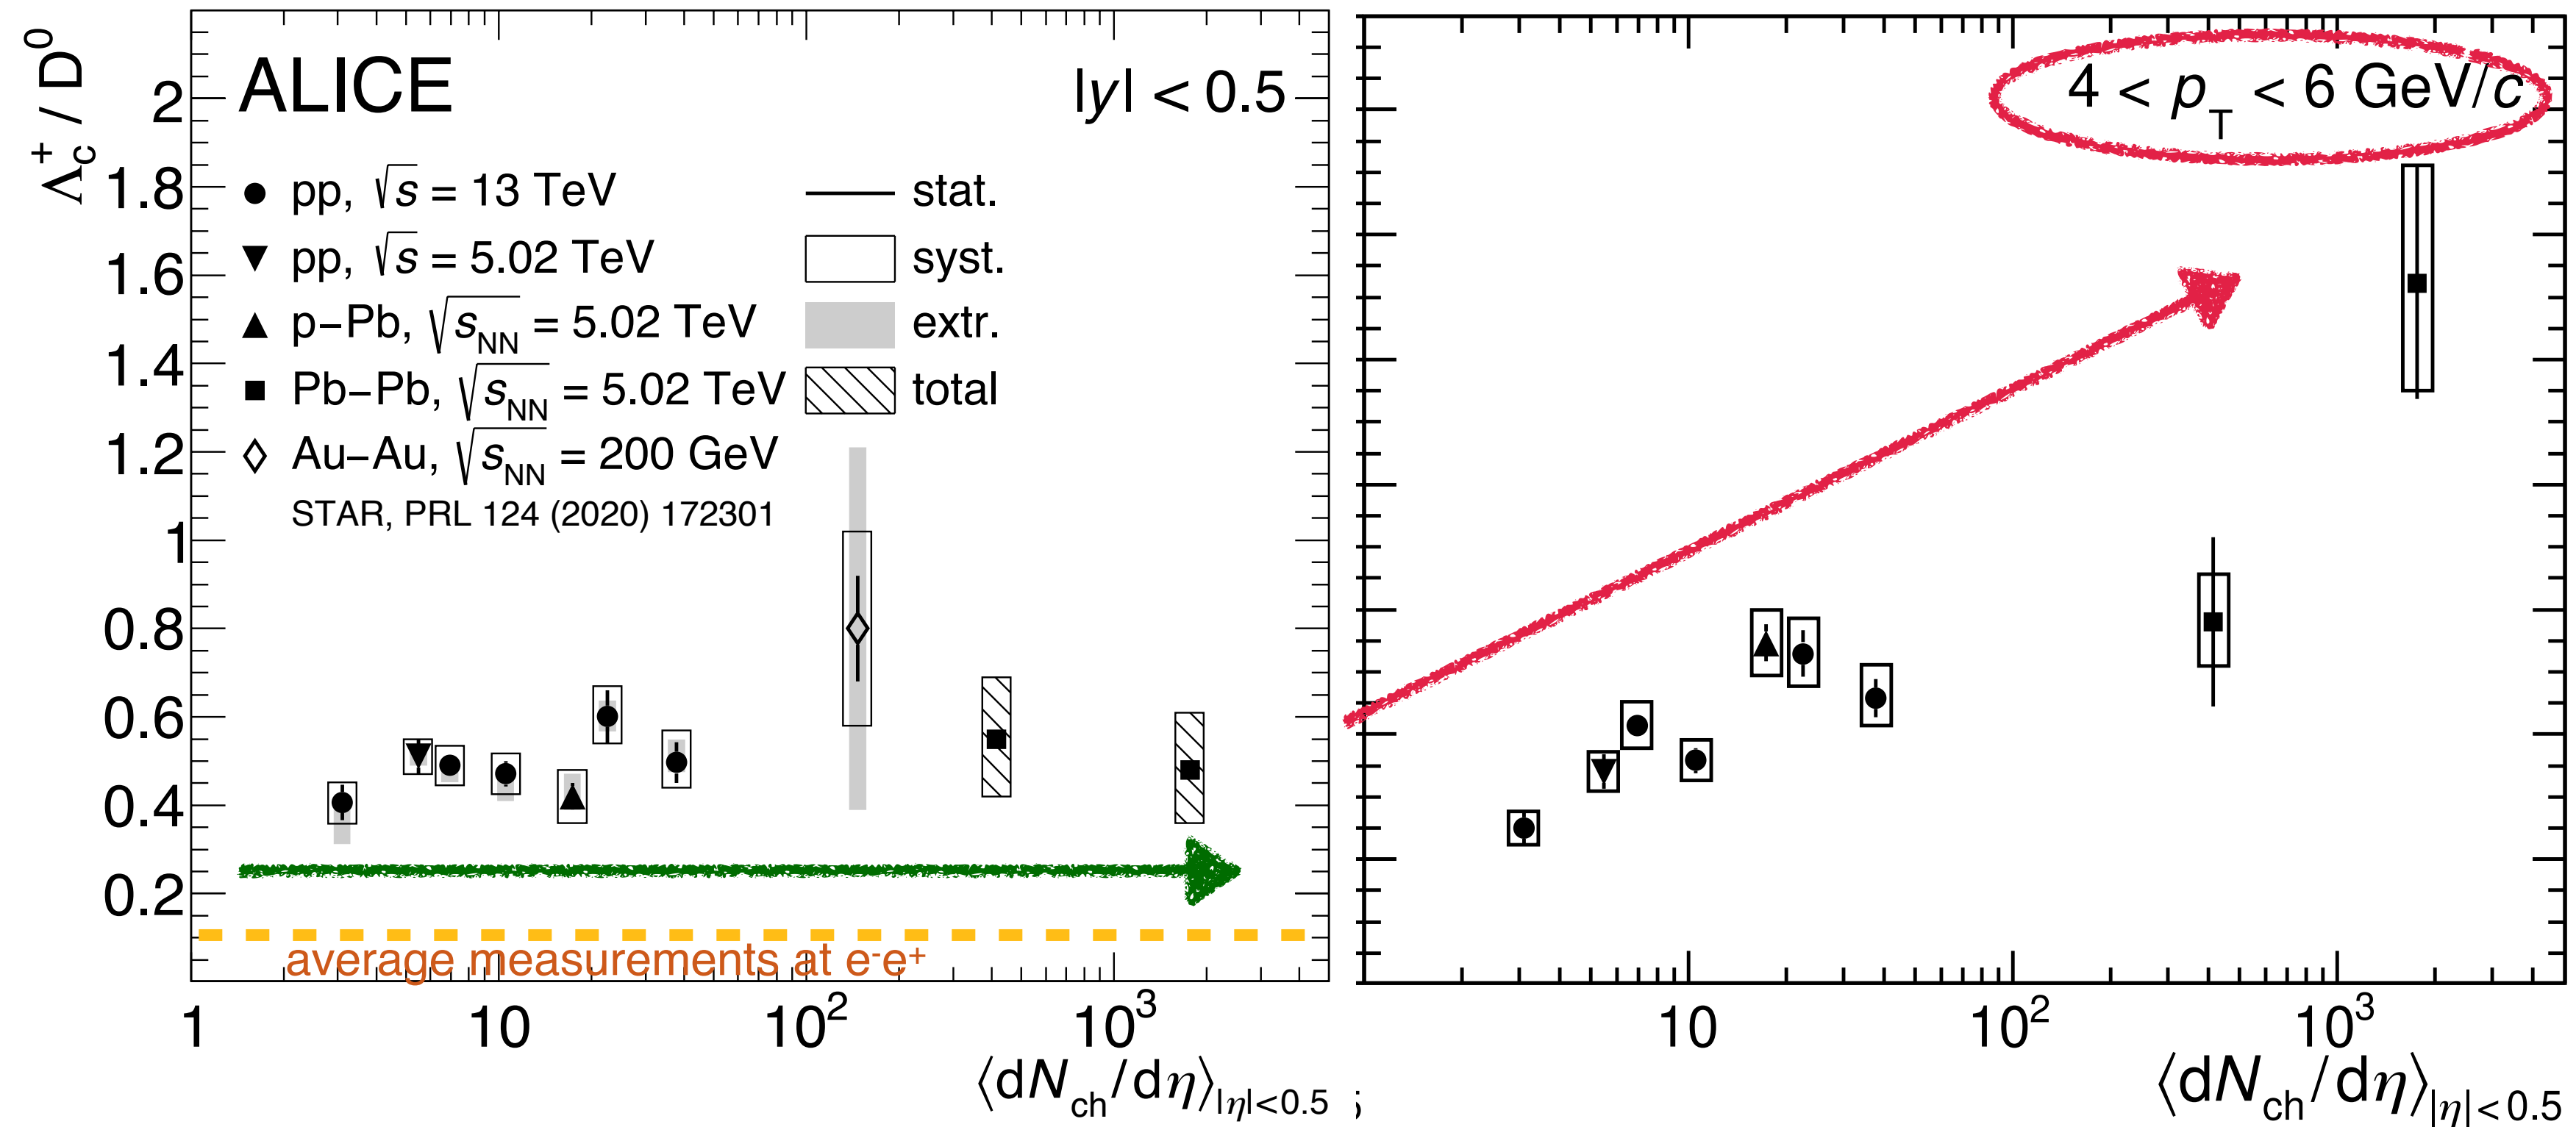 Λc+ / D0
ALICE
|y| < 0.5
pp, √s = 13 TeV
pp, √s = 5.02 TeV
p−Pb, √sNN = 5.02 TeV
Pb−Pb, √sNN = 5.02 TeV
Au−Au, √sNN = 200 GeV
STAR, PRL 124 (2020) 172301
stat.
syst.
extr.
total
2
1.8
1.6
1.4
1.2
1
0.8
0.6
0.4
0.2
average measurements at e-e+
1 10 10² 10³
⟨dNch/dη⟩|η|<0.5
4 < pT < 6 GeV/c
10 10² 10³
⟨dNch/dη⟩|η|<0.5